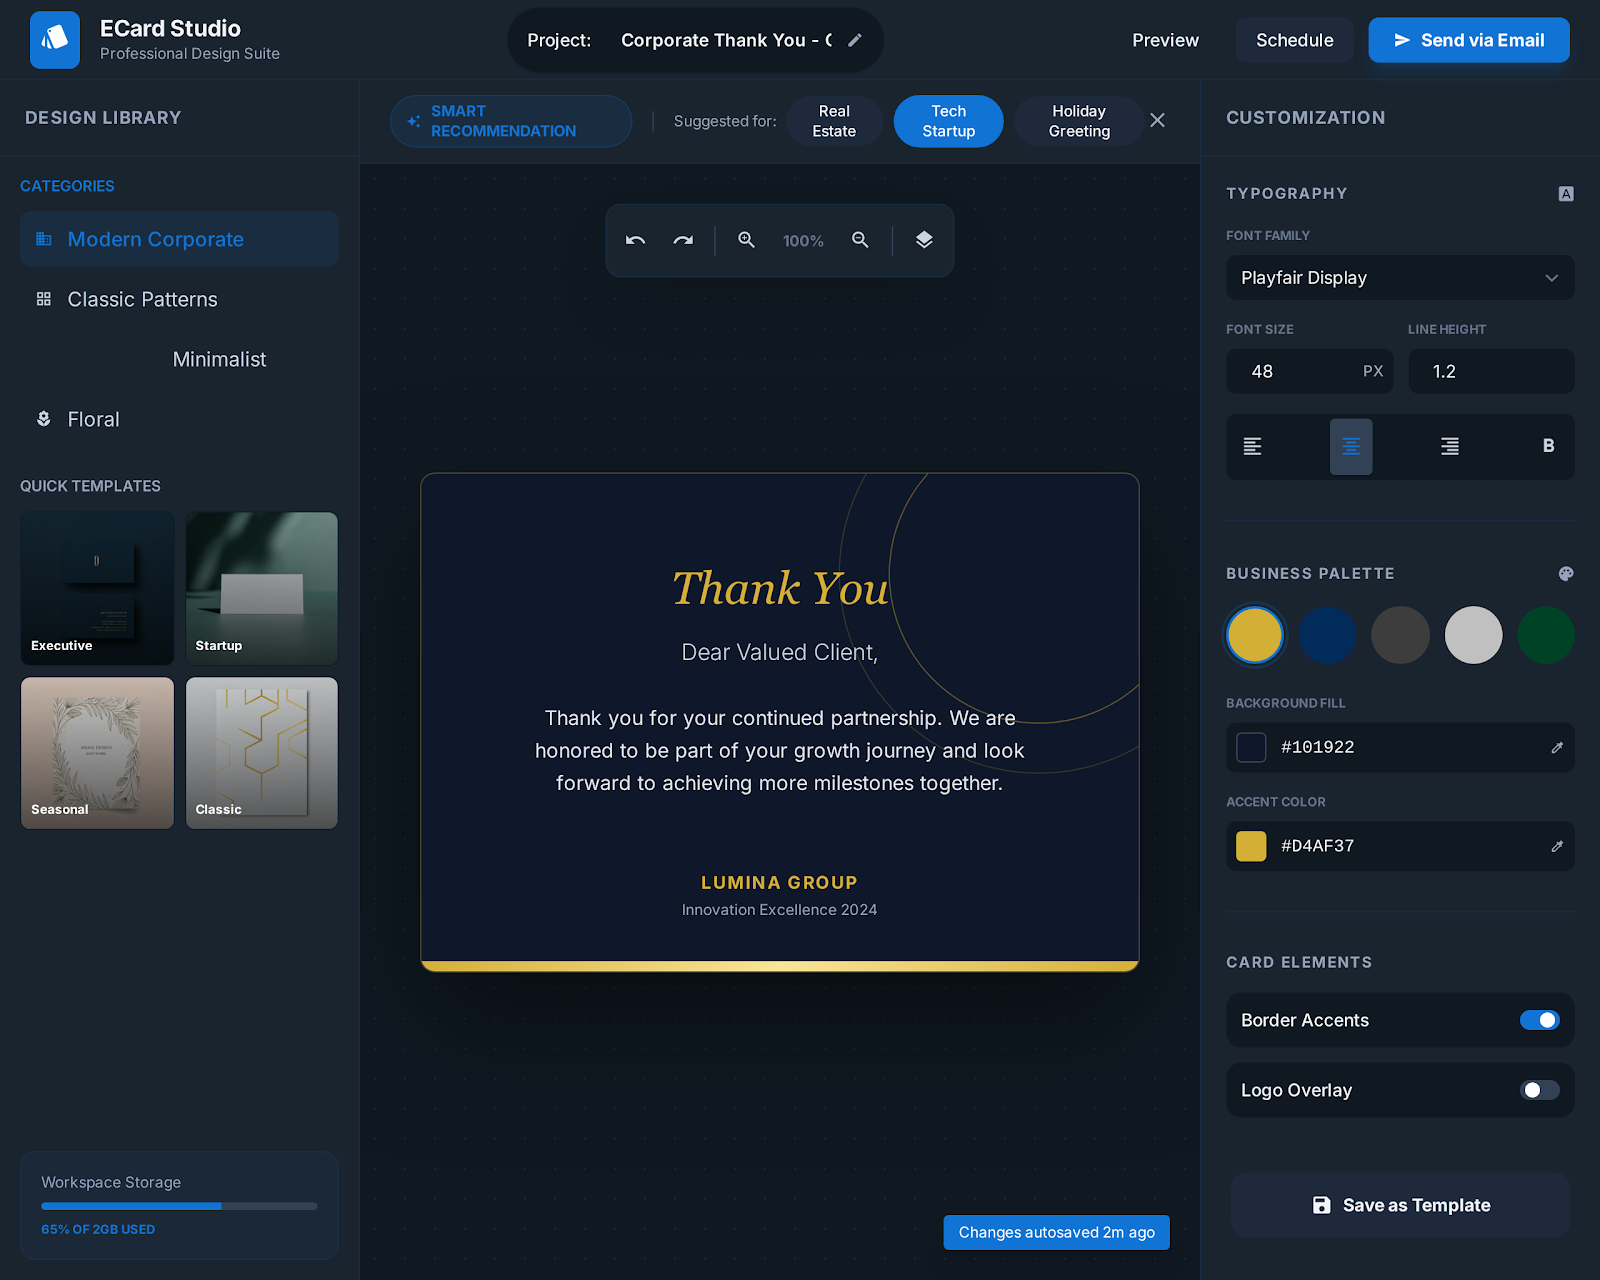 ECard Studio
Professional Design Suite
Project:
Corporate Thank You -
Preview
Schedule
Send via Email
DESIGN LIBRARY
CATEGORIES
Modern Corporate
Classic Patterns
Minimalist
Floral
QUICK TEMPLATES
Executive
Startup
Seasonal
Classic
Workspace Storage
65% OF 2GB USED
SMART
RECOMMENDATION
Suggested for:
Real
Estate
Tech
Startup
Holiday
Greeting
100%
Thank You
Dear Valued Client,
Thank you for your continued partnership. We are
honored to be part of your growth journey and look
forward to achieving more milestones together.
LUMINA GROUP
Innovation Excellence 2024
Changes autosaved 2m ago
CUSTOMIZATION
TYPOGRAPHY
A
FONT FAMILY
Playfair Display
FONT SIZE
LINE HEIGHT
48
PX
1.2
B
BUSINESS PALETTE
BACKGROUND FILL
#101922
ACCENT COLOR
#D4AF37
CARD ELEMENTS
Border Accents
Logo Overlay
Save as Template